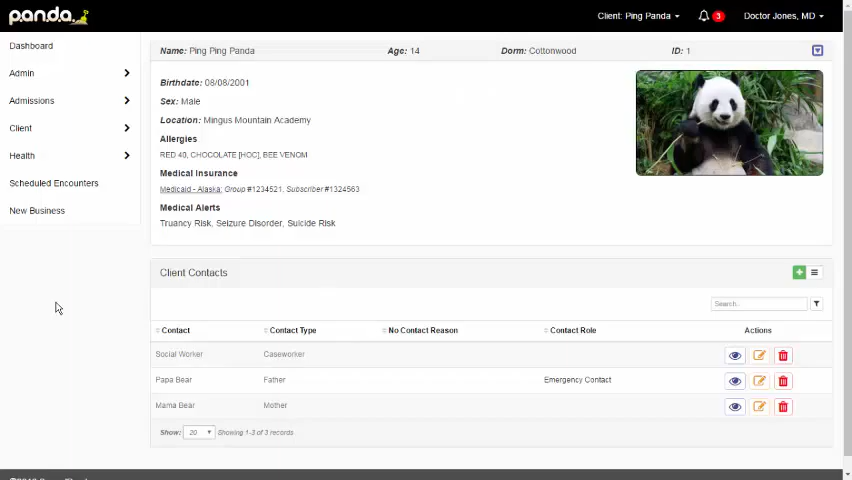 p.a.n.d.a. Client: Ping Panda 3 Doctor Jones, MD
Dashboard
Admin
Admissions
Client
Health
Scheduled Encounters
New Business
Name: Ping Ping Panda Age: 14 Dorm: Cottonwood ID: 1
Birthdate: 08/08/2001
Sex: Male
Location: Mingus Mountain Academy
Allergies
RED 40, CHOCOLATE [HOC], BEE VENOM
Medical Insurance
Medicaid - Alaska: Group #1234521, Subscriber #1324563
Medical Alerts
Truancy Risk, Seizure Disorder, Suicide Risk
Client Contacts
Search..
Contact Contact Type No Contact Reason Contact Role Actions
Social Worker Caseworker
Papa Bear Father Emergency Contact
Mama Bear Mother
Show: 20 Showing 1-3 of 3 records